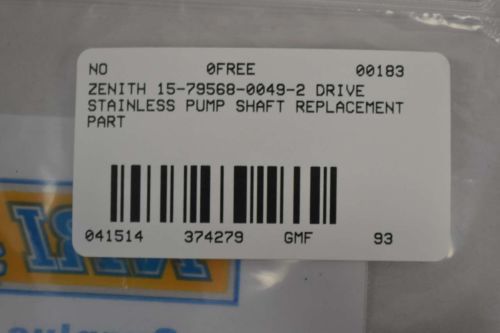 NO 0FREE 00183
ZENITH 15-79568-0049-2 DRIVE
STAINLESS PUMP SHAFT REPLACEMENT
PART
041514 374279 GMF 93